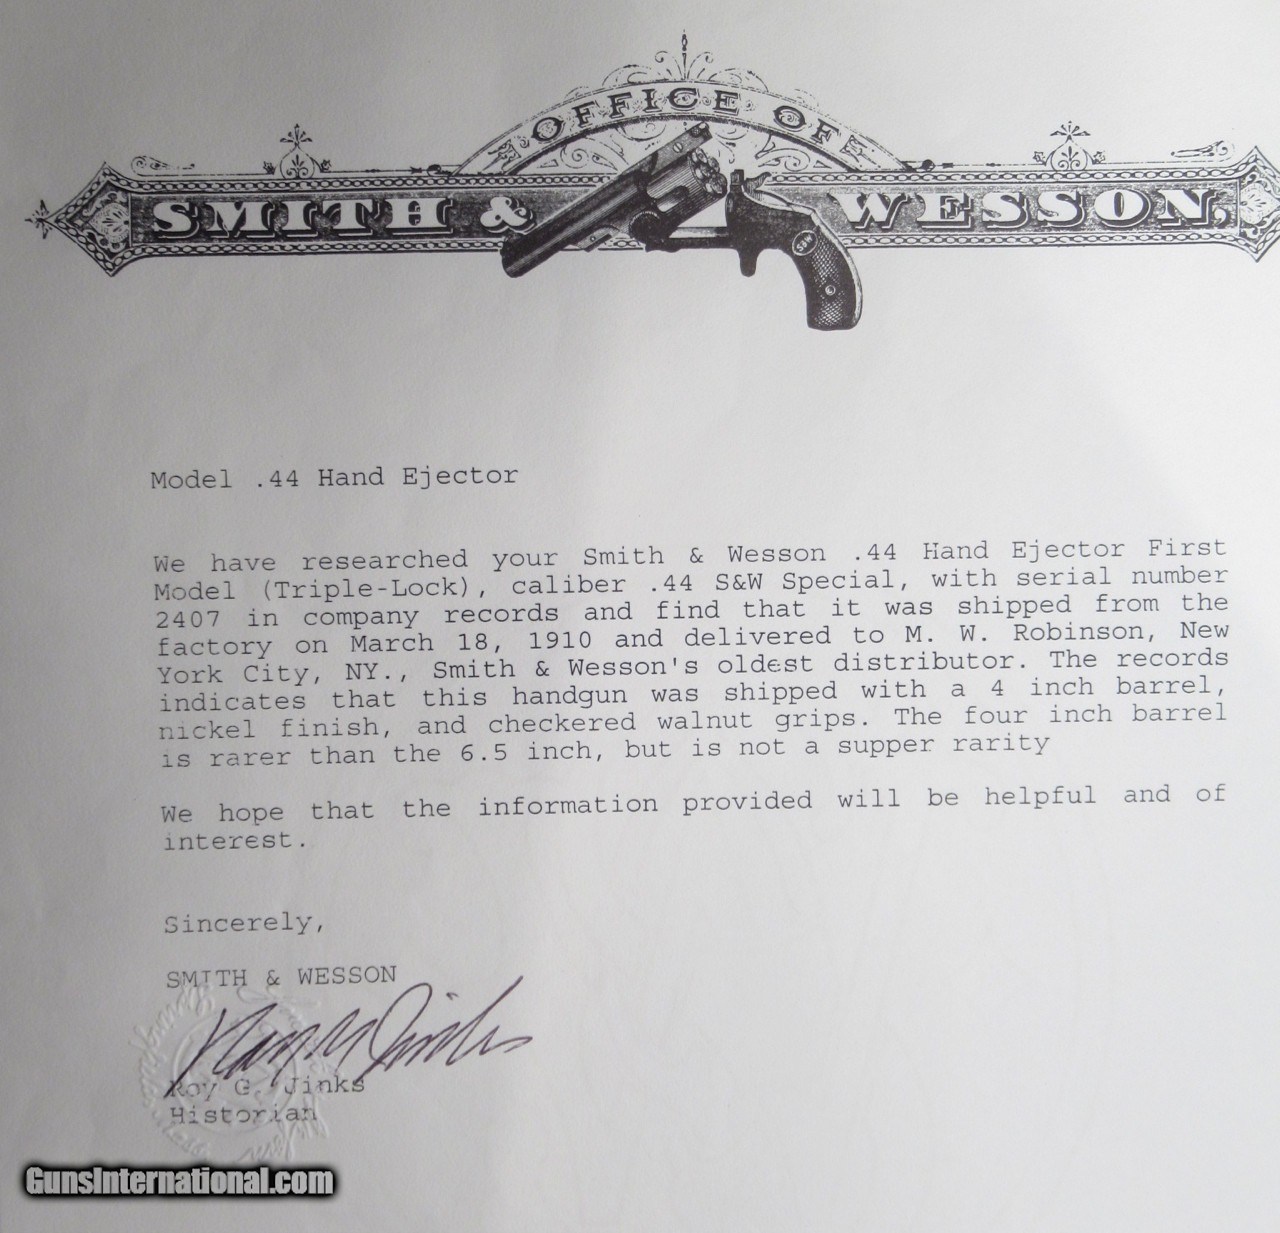 OFFICE OF
SMITH & WESSON,
S&W
Model .44 Hand Ejector
We have researched your Smith & Wesson .44 Hand Ejector First
Model (Triple-Lock), caliber .44 S&W Special, with serial number
2407 in company records and find that it was shipped from the
factory on March 18, 1910 and delivered to M. W. Robinson, New
York City, NY., Smith & Wesson's oldest distributor. The records
indicates that this handgun was shipped with a 4 inch barrel,
nickel finish, and checkered walnut grips. The four inch barrel
is rarer than the 6.5 inch, but is not a supper rarity
We hope that the information provided will be helpful and of
interest.
Sincerely,
SMITH & WESSON
Roy G. Jinks
Roy G. Jinks
Historian
GunsInternational.com